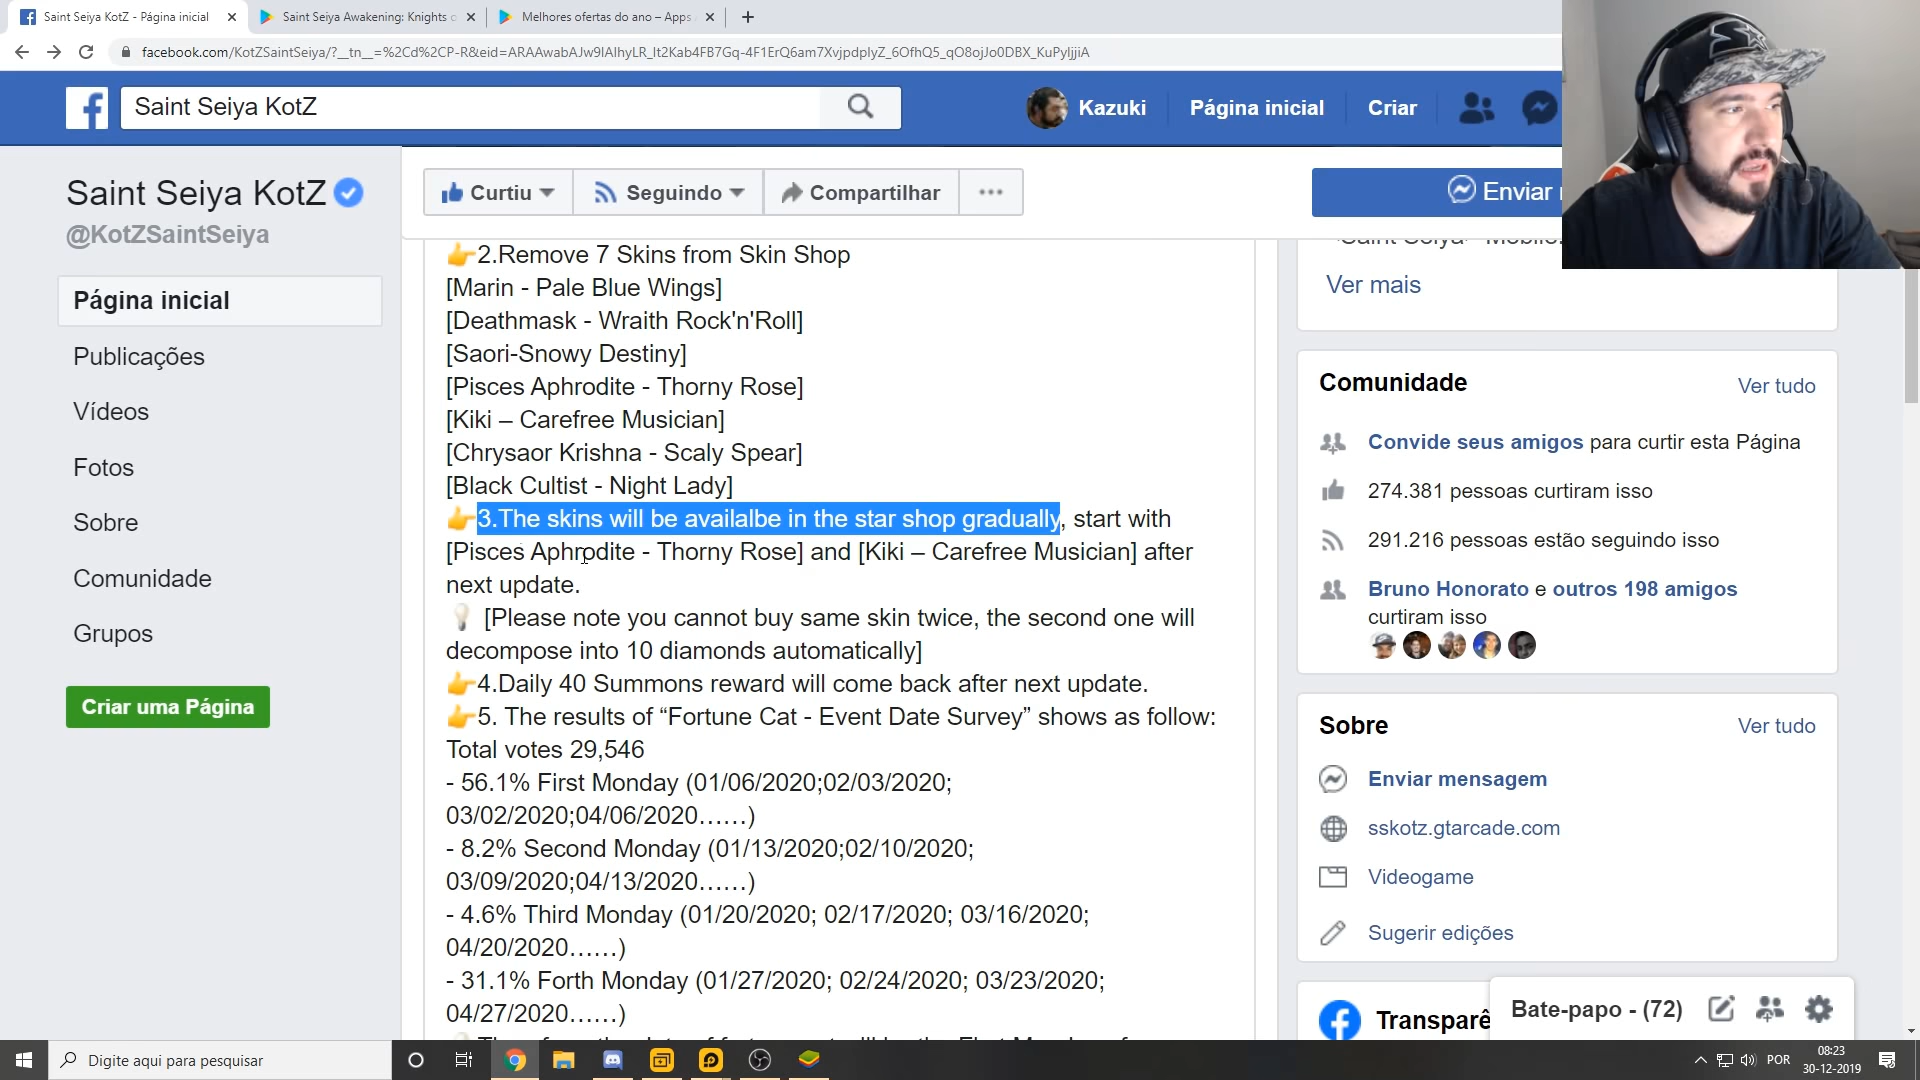 Saint Seiya KotZ - Página inicial
Saint Seiya Awakening: Knights
Melhores ofertas do ano – Apps
facebook.com/KotZSaintSeiya/?__tn__=%2Cd%2CP-R&eid=
Saint Seiya KotZ
Kazuki
Página inicial
Criar
Saint Seiya KotZ
@KotZSaintSeiya
Página inicial
Publicações
Vídeos
Fotos
Sobre
Comunidade
Grupos
Criar uma Página
Curtiu
Seguindo
Compartilhar
Enviar
👉2.Remove 7 Skins from Skin Shop
[Marin - Pale Blue Wings]
[Deathmask - Wraith Rock'n'Roll]
[Saori-Snowy Destiny]
[Pisces Aphrodite - Thorny Rose]
[Kiki – Carefree Musician]
[Chrysaor Krishna - Scaly Spear]
[Black Cultist - Night Lady]
👉3.The skins will be availalbe in the star shop gradually, start with
[Pisces Aphrodite - Thorny Rose] and [Kiki – Carefree Musician] after
next update.
💡 [Please note you cannot buy same skin twice, the second one will
decompose into 10 diamonds automatically]
👉4.Daily 40 Summons reward will come back after next update.
👉5. The results of “Fortune Cat - Event Date Survey” shows as follow:
Total votes 29,546
- 56.1% First Monday (01/06/2020;02/03/2020;
03/02/2020;04/06/2020……)
- 8.2% Second Monday (01/13/2020;02/10/2020;
03/09/2020;04/13/2020……)
- 4.6% Third Monday (01/20/2020; 02/17/2020; 03/16/2020;
04/20/2020……)
- 31.1% Forth Monday (01/27/2020; 02/24/2020; 03/23/2020;
04/27/2020……)
Ver mais
Comunidade
Ver tudo
Convide seus amigos para curtir esta Página
274.381 pessoas curtiram isso
291.216 pessoas estão seguindo isso
Bruno Honorato e outros 198 amigos
curtiram isso
Sobre
Ver tudo
Enviar mensagem
sskotz.gtarcade.com
Videogame
Sugerir edições
Transparê
Bate-papo - (72)
Digite aqui para pesquisar
POR
08:23
30-12-2019